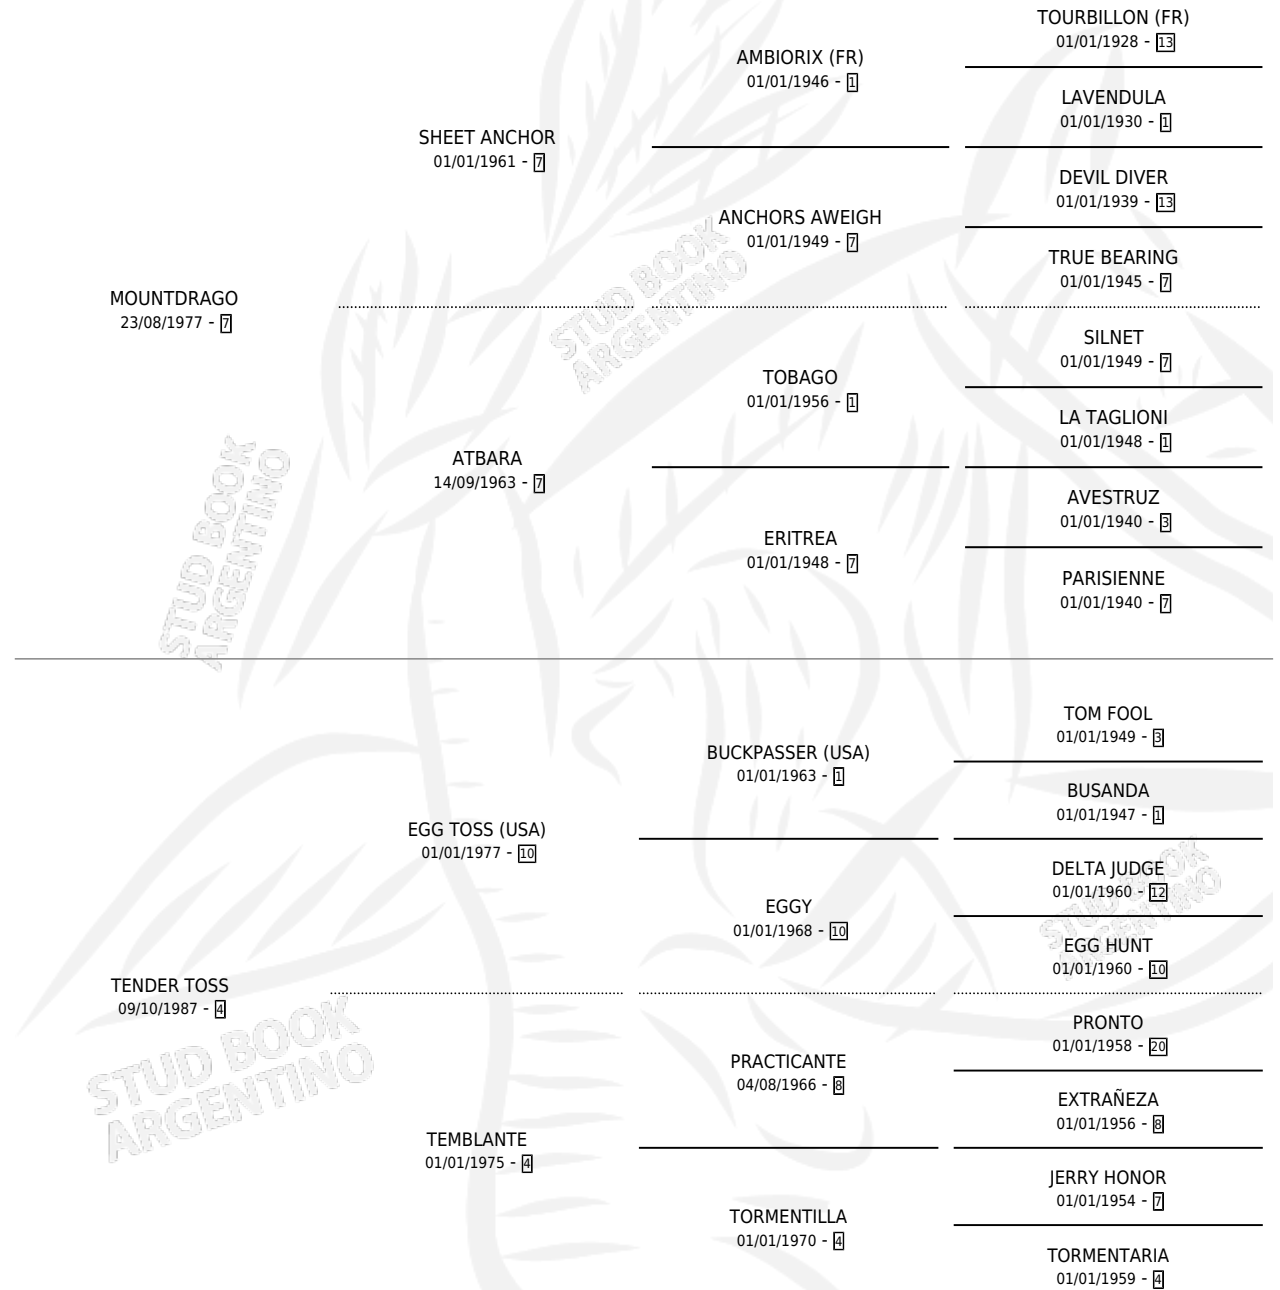 TOURBILLON (FR)
01/01/1928 - 13
AMBIORIX (FR)
01/01/1946 - 1
LAVENDULA
01/01/1930 - 1
SHEET ANCHOR
01/01/1961 - 7
DEVIL DIVER
01/01/1939 - 13
ANCHORS AWEIGH
01/01/1949 - 7
TRUE BEARING
01/01/1945 - 7
MOUNTDRAGO
23/08/1977 - 7
STUD BOOK
ARGENTINO
SILNET
01/01/1949 - 7
TOBAGO
01/01/1956 - 1
LA TAGLIONI
01/01/1948 - 1
ATBARA
14/09/1963 - 7
AVESTRUZ
01/01/1940 - 3
ERITREA
01/01/1948 - 7
PARISIENNE
01/01/1940 - 7
STUD BOOK
ARGENTINO
TOM FOOL
01/01/1949 - 3
BUCKPASSER (USA)
01/01/1963 - 1
BUSANDA
01/01/1947 - 1
EGG TOSS (USA)
01/01/1977 - 10
DELTA JUDGE
01/01/1960 - 12
EGGY
01/01/1968 - 10
EGG HUNT
01/01/1960 - 10
STUD BOOK
ARGENTINO
TENDER TOSS
09/10/1987 - 4
STUD BOOK
ARGENTINO
PRONTO
01/01/1958 - 20
PRACTICANTE
04/08/1966 - 8
EXTRAÑEZA
01/01/1956 - 8
TEMBLANTE
01/01/1975 - 4
JERRY HONOR
01/01/1954 - 7
TORMENTILLA
01/01/1970 - 4
TORMENTARIA
01/01/1959 - 4